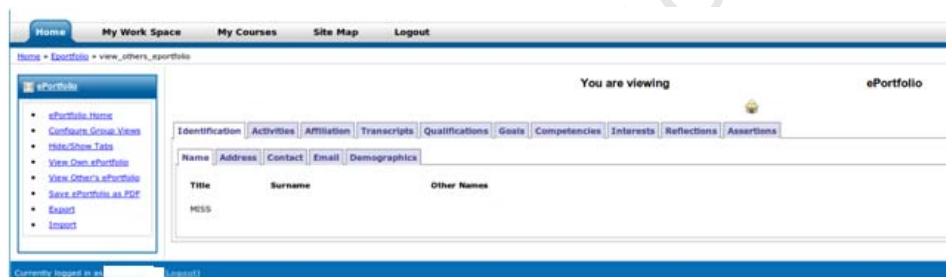 Home My Work Space My Courses Site Map Logout
Home » Eportfolio » view_others_eportfolio
ePortfolio
ePortfolio Home
Configure Group Views
Hide/Show Tabs
View Own ePortfolio
View Other's ePortfolio
Save ePortfolio as PDF
Export
Import
You are viewing ePortfolio
Identification Activities Affiliation Transcripts Qualifications Goals Competencies Interests Reflections Assertions
Name Address Contact Email Demographics
Title Surname Other Names
MISS
Currently logged in as Logout)